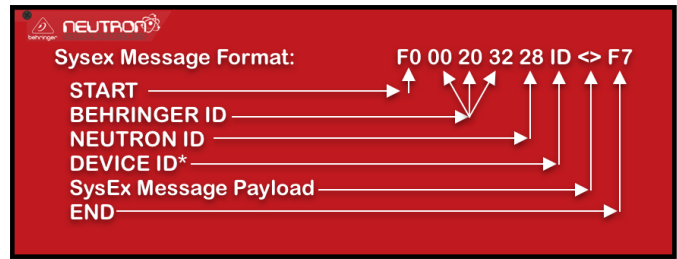 behringer
NEUTRON
Sysex Message Format: F0 00 20 32 28 ID <> F7
START
BEHRINGER ID
NEUTRON ID
DEVICE ID*
SysEx Message Payload
END